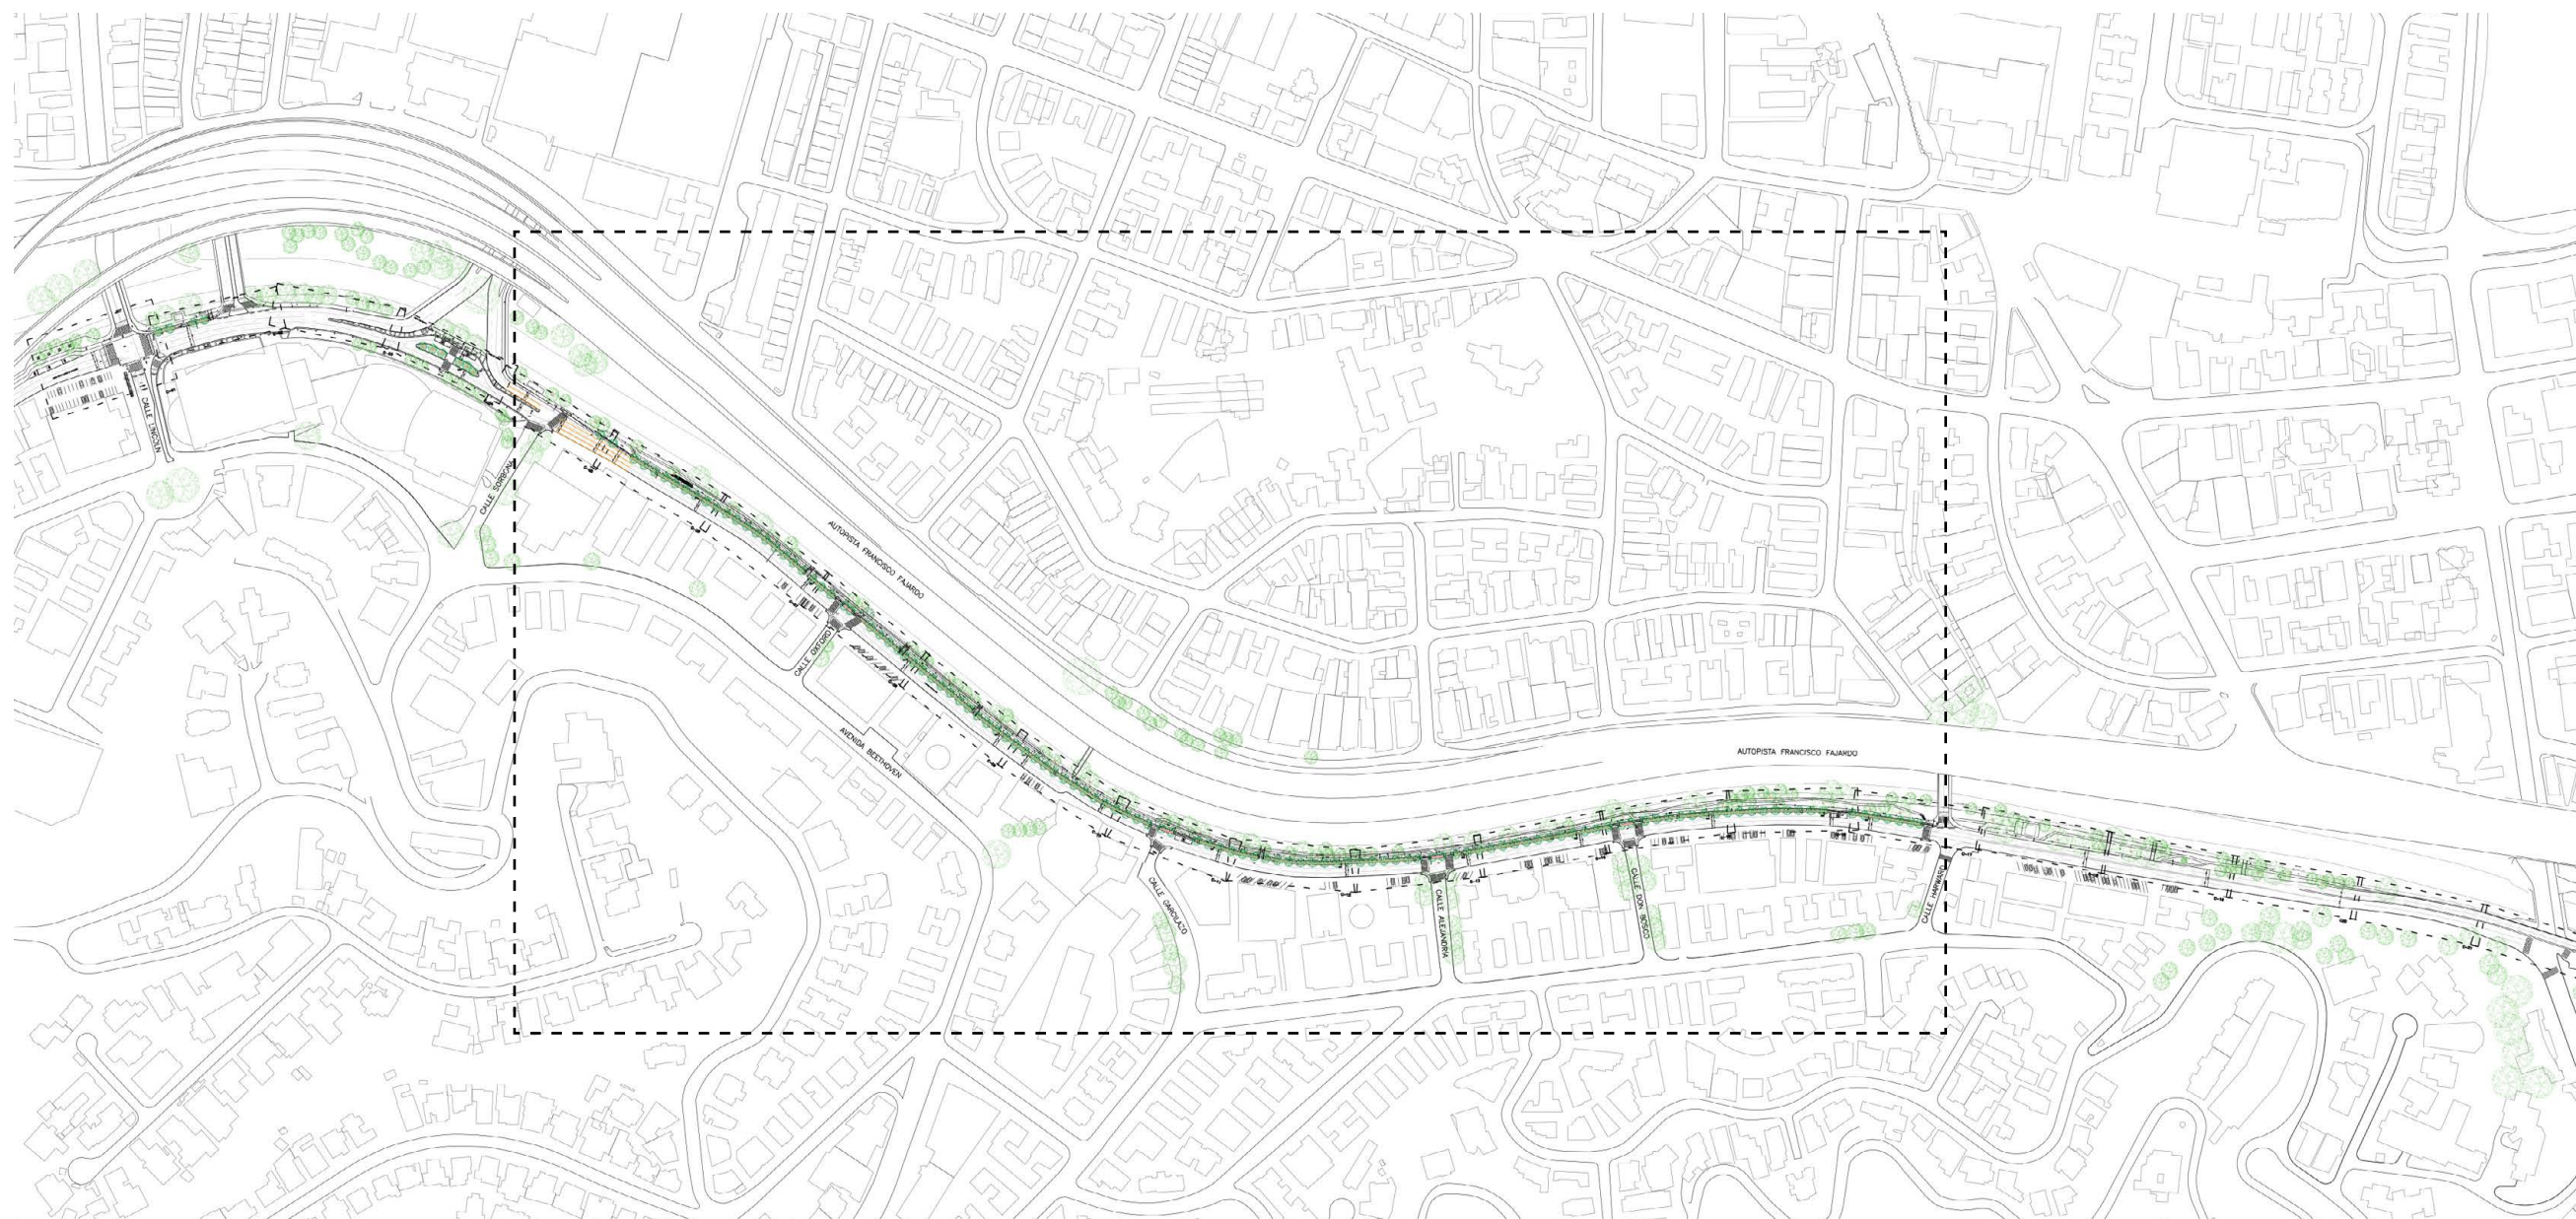 CALLE LINCOLN
CALLE SORBONA
AUTOPISTA FRANCISCO FAJARDO
CALLE OXFORD
AVENIDA BEETHOVEN
AUTOPISTA FRANCISCO FAJARDO
CALLE GARCILAZO
CALLE ALEJANDRIA
CALLE DON BOSCO
CALLE HARWARD